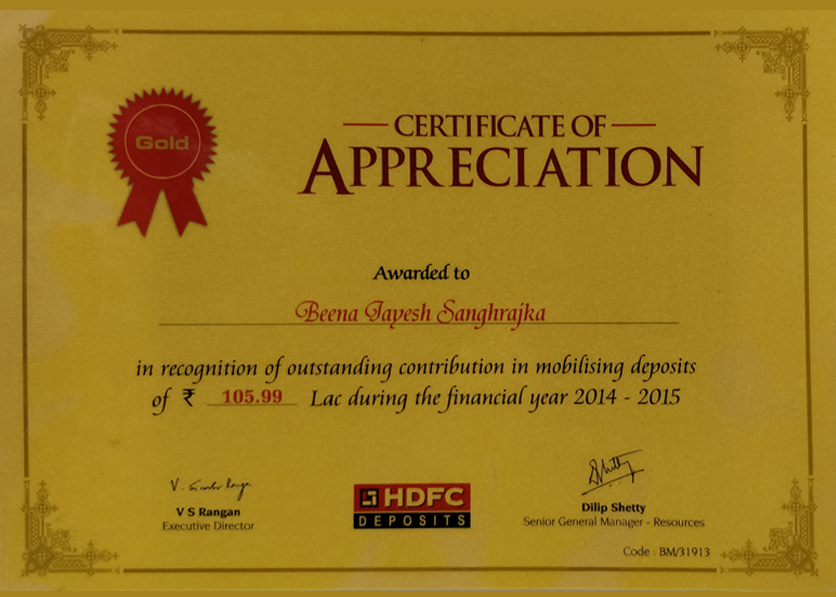 Gold
CERTIFICATE OF
APPRECIATION
Awarded to
Beena Jayesh Sanghrajka
in recognition of outstanding contribution in mobilising deposits
of ₹ 105.99 Lac during the financial year 2014 - 2015
V S Rangan
Executive Director
HDFC
DEPOSITS
Dilip Shetty
Senior General Manager - Resources
Code : BM/31913